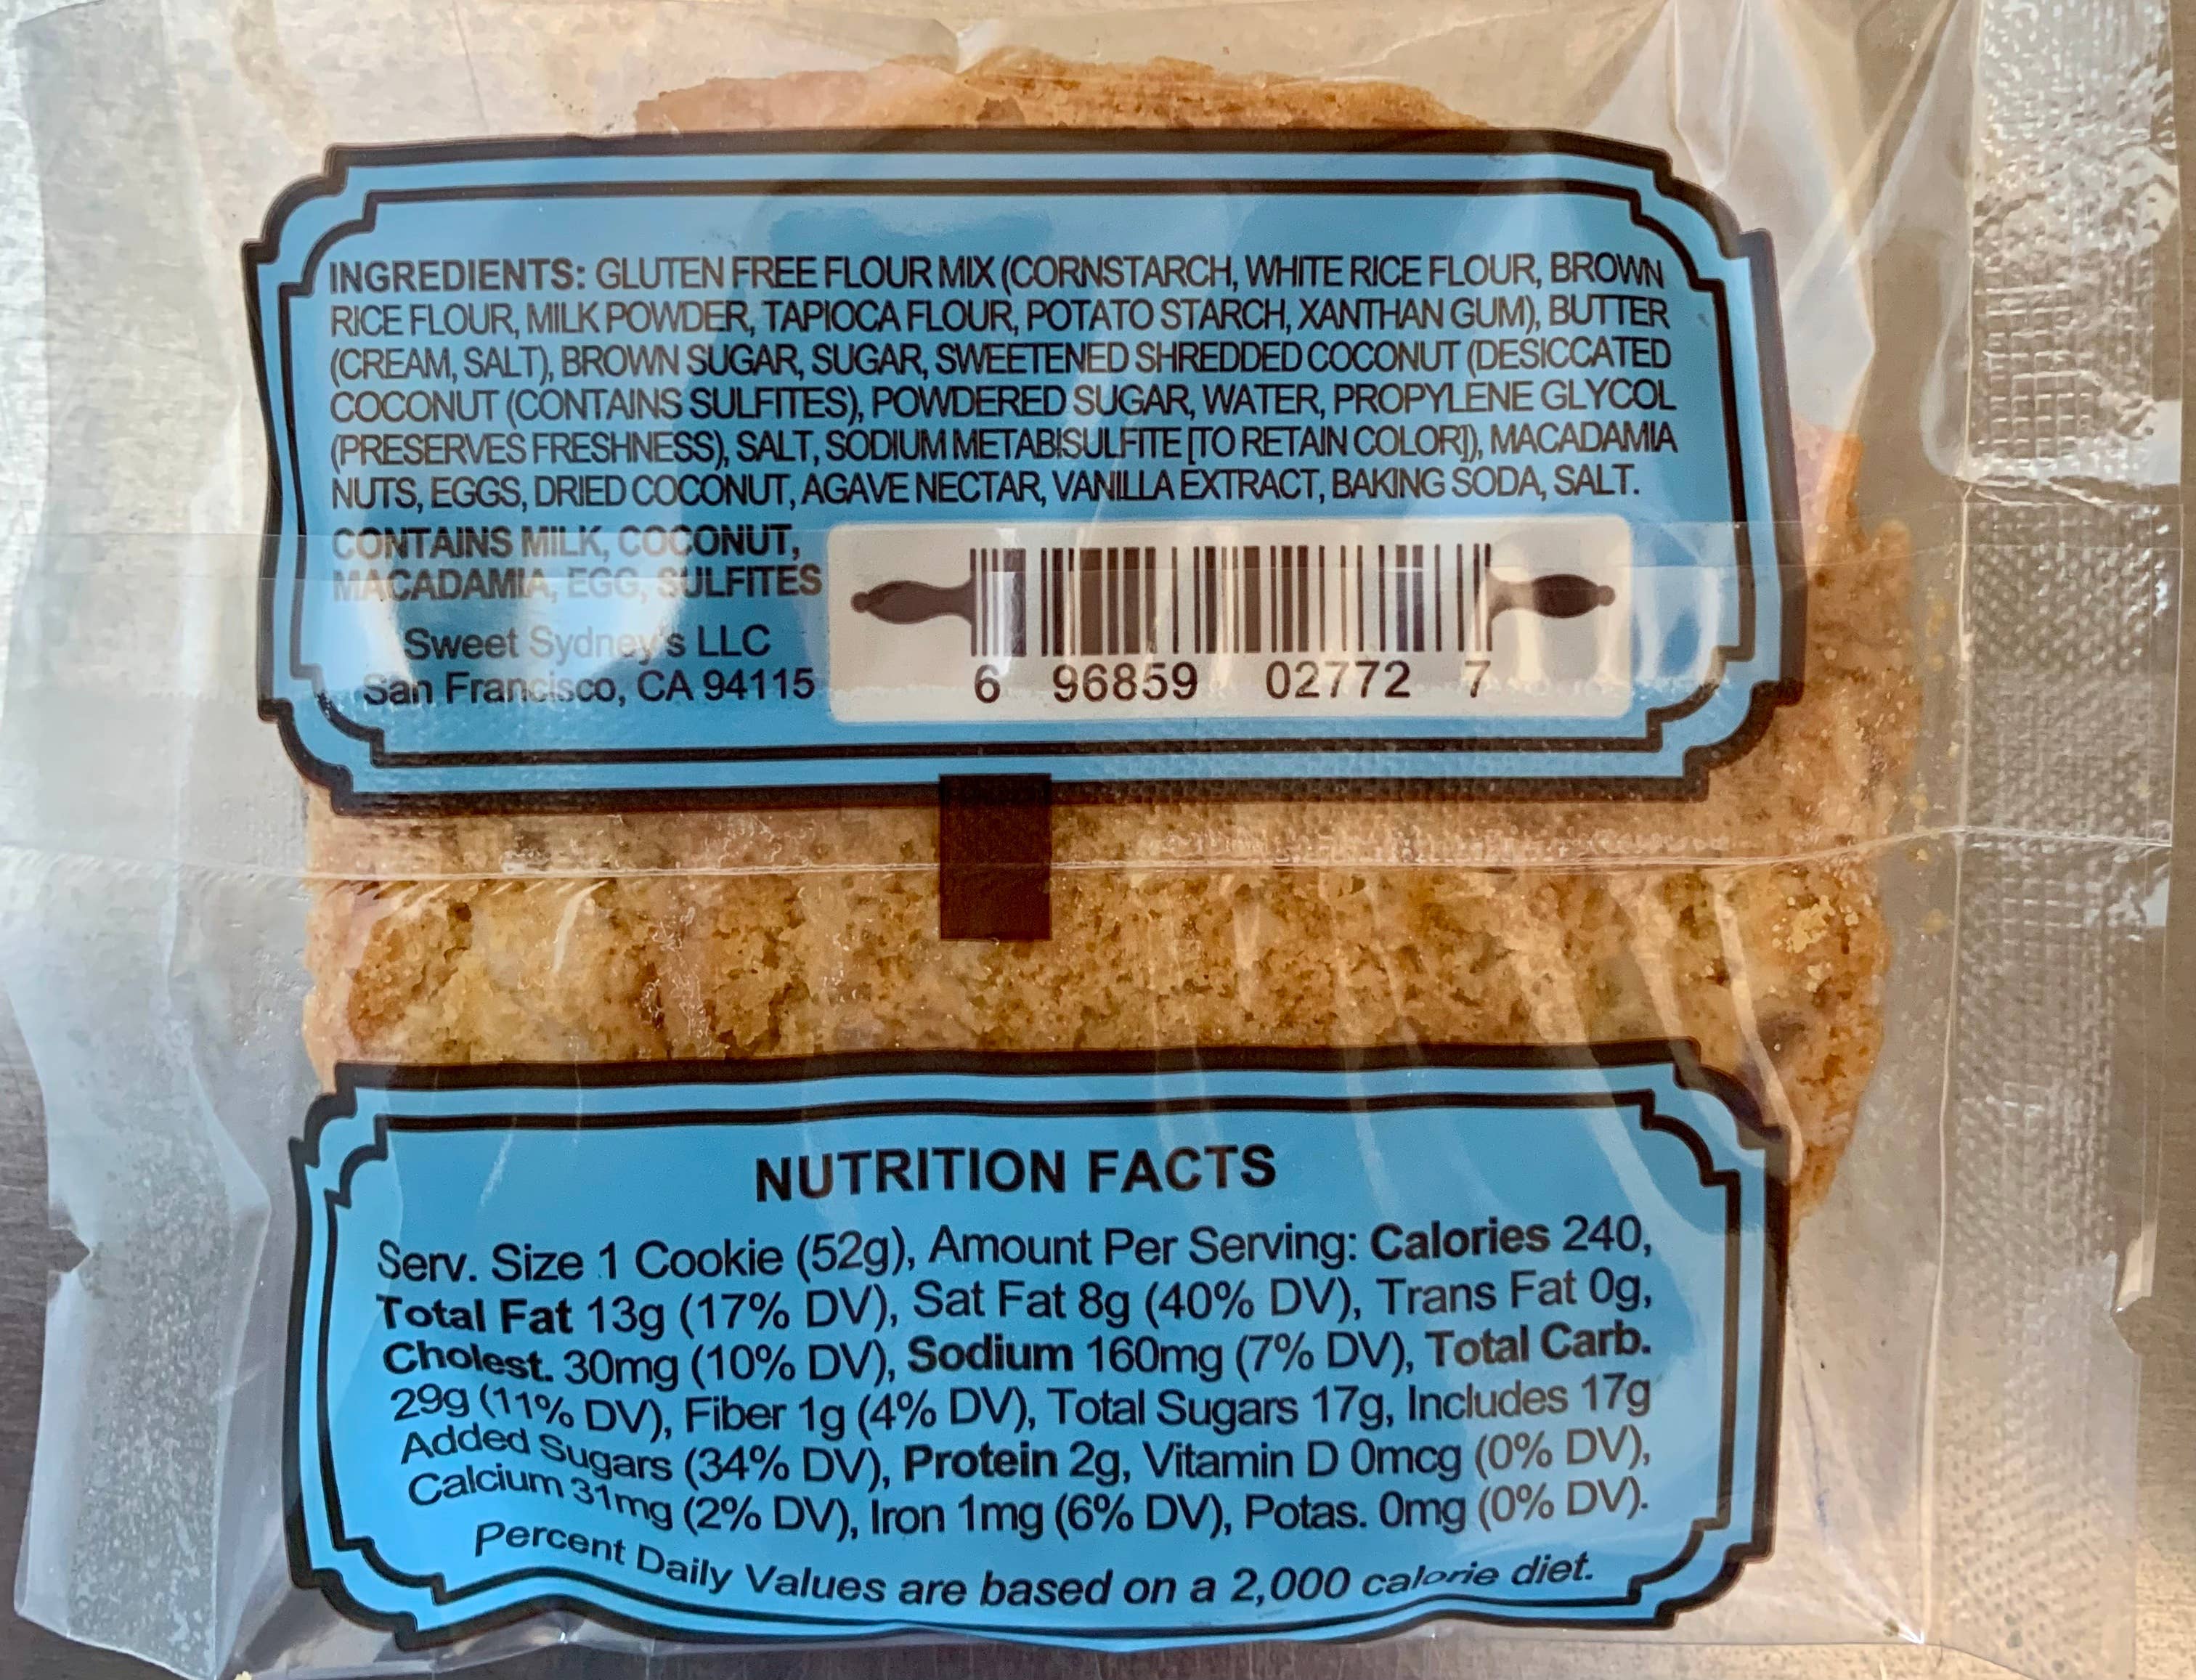 INGREDIENTS: GLUTEN FREE FLOUR MIX (CORNSTARCH, WHITE RICE FLOUR, BROWN
RICE FLOUR, MILK POWDER, TAPIOCA FLOUR, POTATO STARCH, XANTHAN GUM), BUTTER
(CREAM, SALT), BROWN SUGAR, SUGAR, SWEETENED SHREDDED COCONUT (DESICCATED
COCONUT (CONTAINS SULFITES), POWDERED SUGAR, WATER, PROPYLENE GLYCOL
(PRESERVES FRESHNESS), SALT, SODIUM METABISULFITE [TO RETAIN COLOR]), MACADAMIA
NUTS, EGGS, DRIED COCONUT, AGAVE NECTAR, VANILLA EXTRACT, BAKING SODA, SALT.
CONTAINS MILK, COCONUT,
MACADAMIA, EGG, SULFITES
Sweet Sydney's LLC
San Francisco, CA 94115
6 96859 02772 7
NUTRITION FACTS
Serv. Size 1 Cookie (52g), Amount Per Serving: Calories 240,
Total Fat 13g (17% DV), Sat Fat 8g (40% DV), Trans Fat 0g,
Cholest. 30mg (10% DV), Sodium 160mg (7% DV), Total Carb.
29g (11% DV), Fiber 1g (4% DV), Total Sugars 17g, Includes 17g
Added Sugars (34% DV), Protein 2g, Vitamin D 0mcg (0% DV),
Calcium 31mg (2% DV), Iron 1mg (6% DV), Potas. 0mg (0% DV).
Percent Daily Values are based on a 2,000 calorie diet.